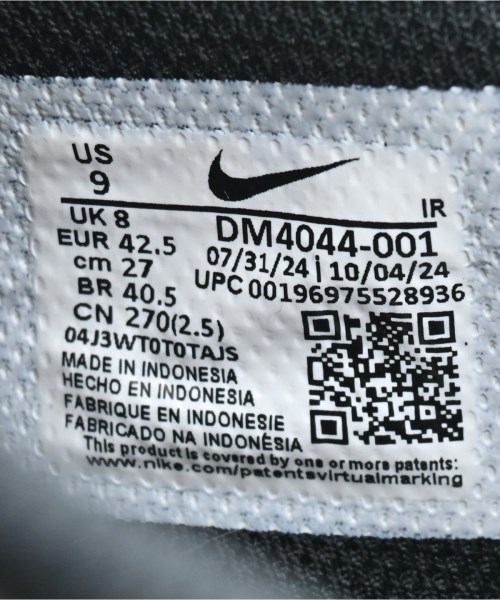 US
9
IR
UK 8
EUR 42.5
cm 27
BR 40.5
CN 270(2.5)
DM4044-001
07/31/24 | 10/04/24
UPC 00196975528936
04J3WT0T0TAJS
MADE IN INDONESIA
HECHO EN INDONESIA
FABRIQUE EN INDONESIE
FABRICADO NA INDONÈSIA
This product is covered by one or more patents:
www.nike.com/patentsvirtualmarking